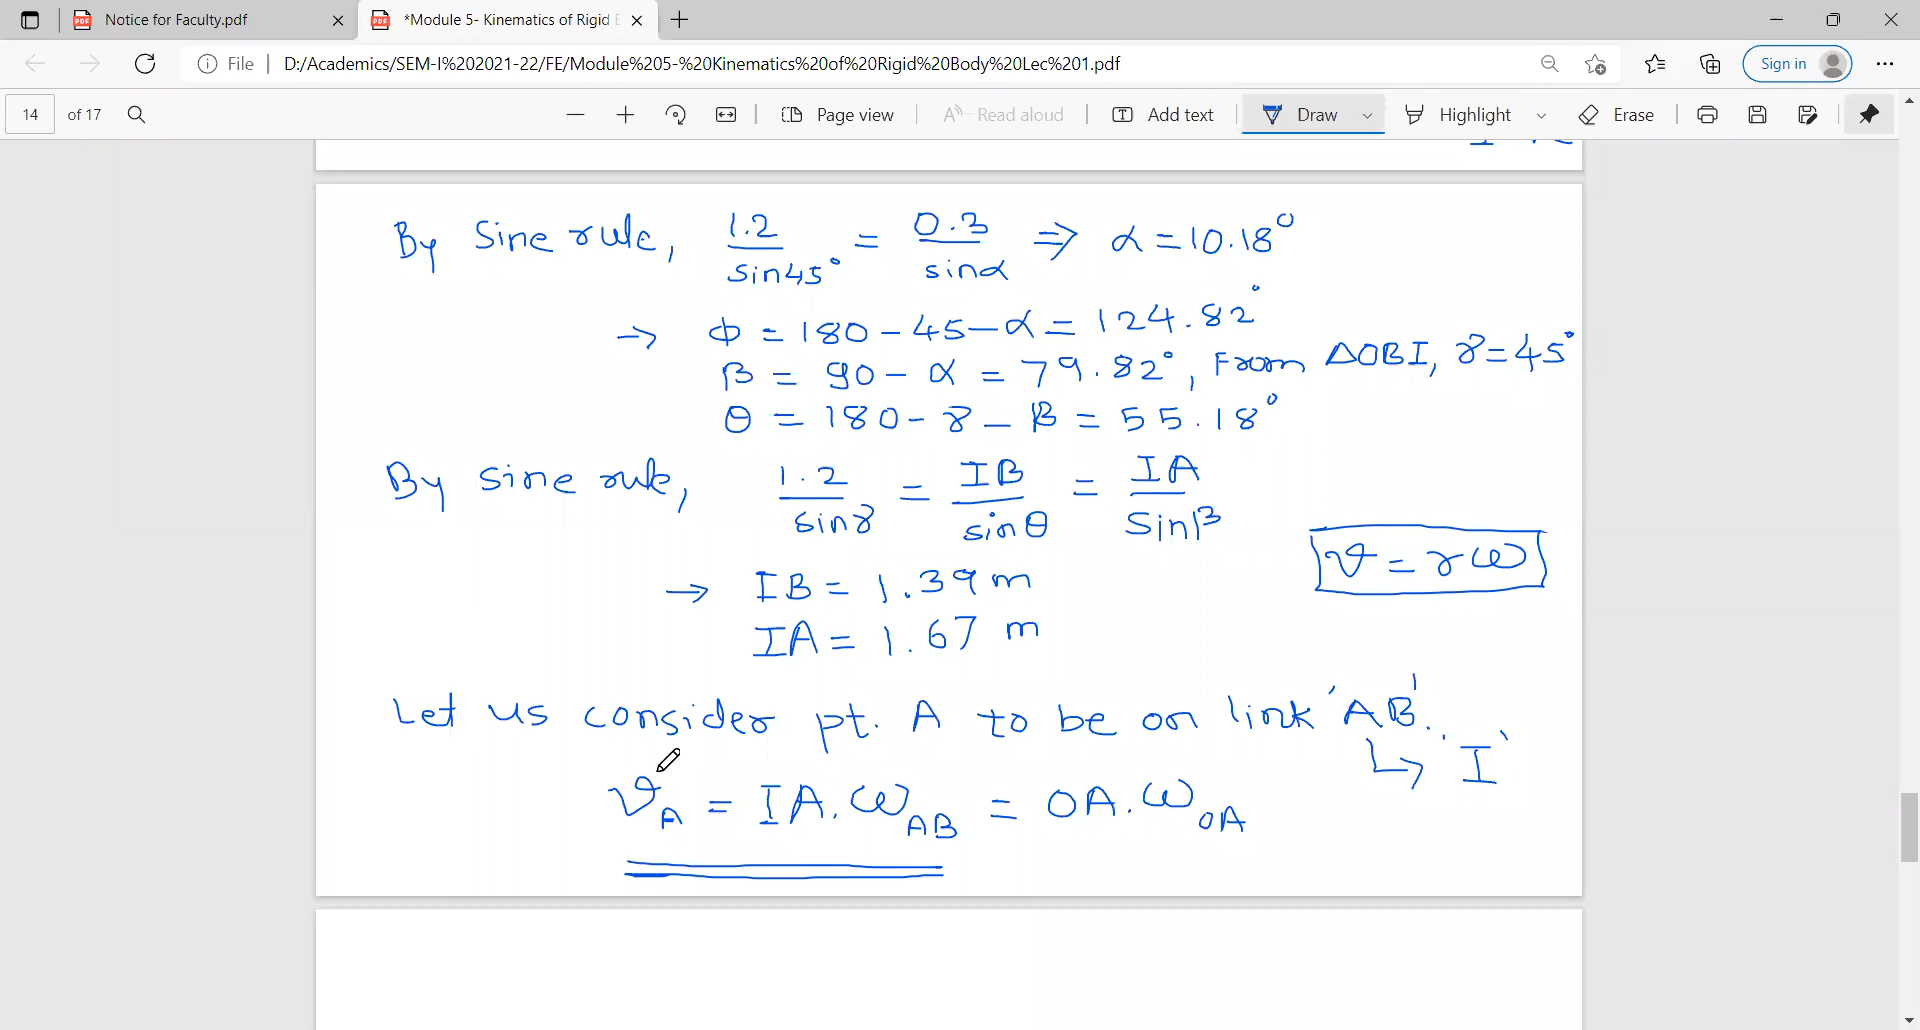 Notice for Faculty.pdf
*Module 5- Kinematics of Rigid B
File
D:/Academics/SEM-I%202021-22/FE/Module%205-%20Kinematics%20of%20Rigid%20Body%20Lec%201.pdf
Sign in
14 of 17
Page view
Read aloud
Add text
Draw
Highlight
Erase
By Sine rule, 1.2/sin45° = 0.3/sinα ⇒ α = 10.18°
→ Φ = 180 - 45 - α = 124.82°
β = 90 - α = 79.82°, From ΔOBI, γ = 45°
θ = 180 - γ - β = 55.18°
By sine rule, 1.2/sinγ = IB/sinθ = IA/Sinβ
→ IB = 1.39 m
IA = 1.67 m
v = rω
Let us consider pt. A to be on link 'AB'.
↳ I
v_A = IA.ω_AB = OA.ω_OA